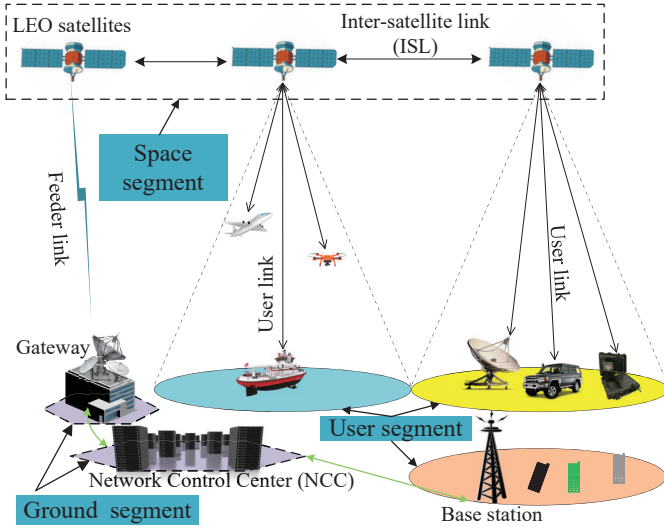 LEO satellites
Inter-satellite link
(ISL)
Space
segment
Feeder link
User link
User link
Gateway
User segment
Network Control Center (NCC)
Ground segment
Base station